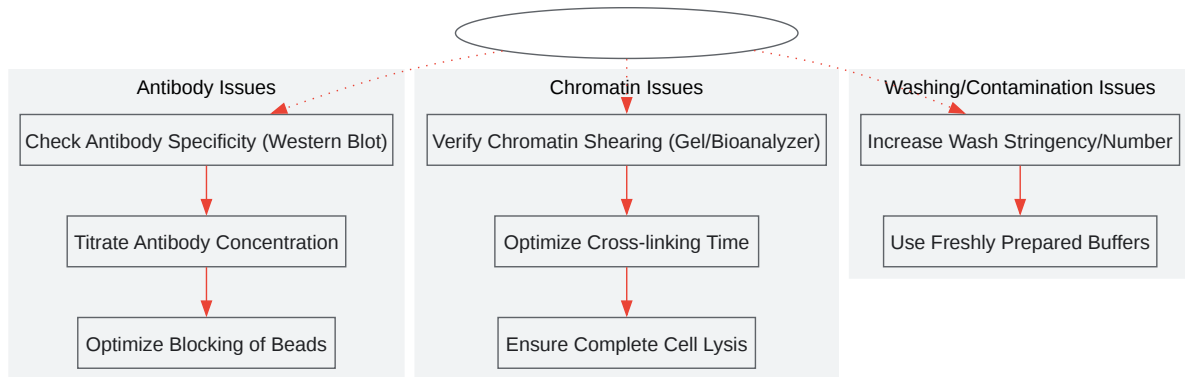 Antibody Issues
Check Antibody Specificity (Western Blot)
Titrate Antibody Concentration
Optimize Blocking of Beads
Chromatin Issues
Verify Chromatin Shearing (Gel/Bioanalyzer)
Optimize Cross-linking Time
Ensure Complete Cell Lysis
Washing/Contamination Issues
Increase Wash Stringency/Number
Use Freshly Prepared Buffers